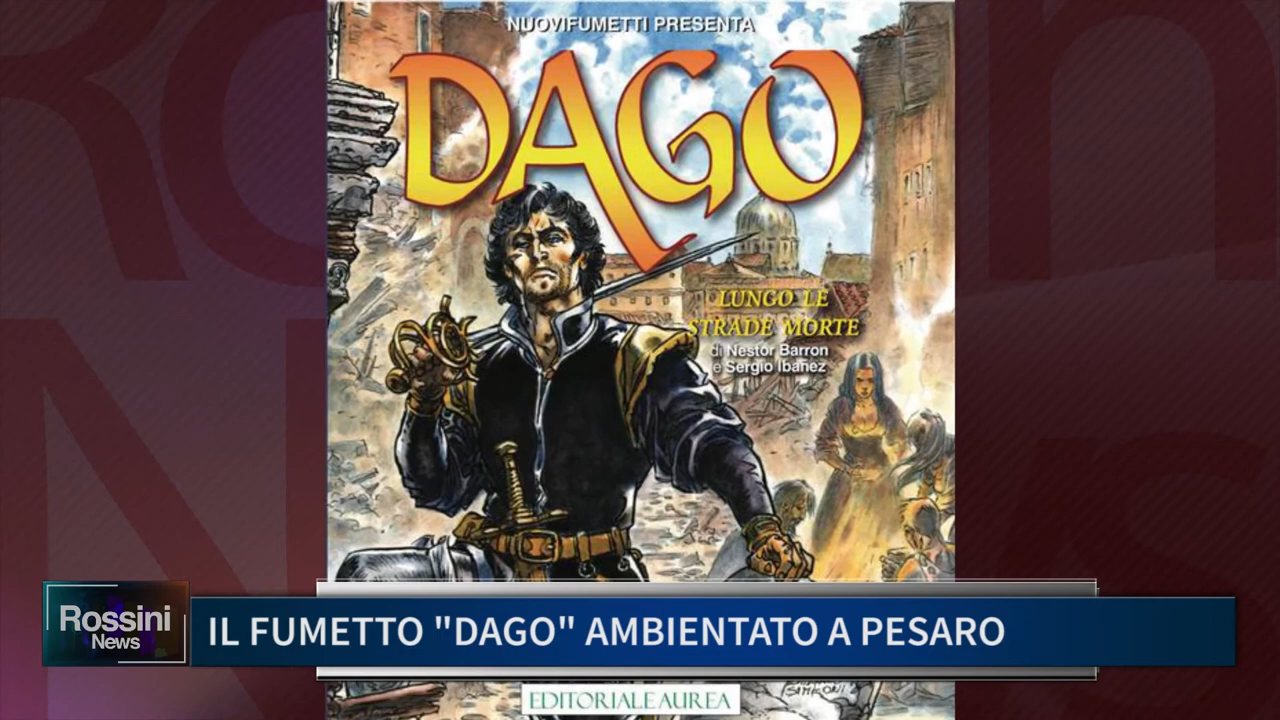 NUOVIFUMETTI PRESENTA
DAGO
LUNGO LE
STRADE MORTE
di Nestor Barron
e Sergio Ibañez
Rossini
News
IL FUMETTO "DAGO" AMBIENTATO A PESARO
EDITORIALE AUREA